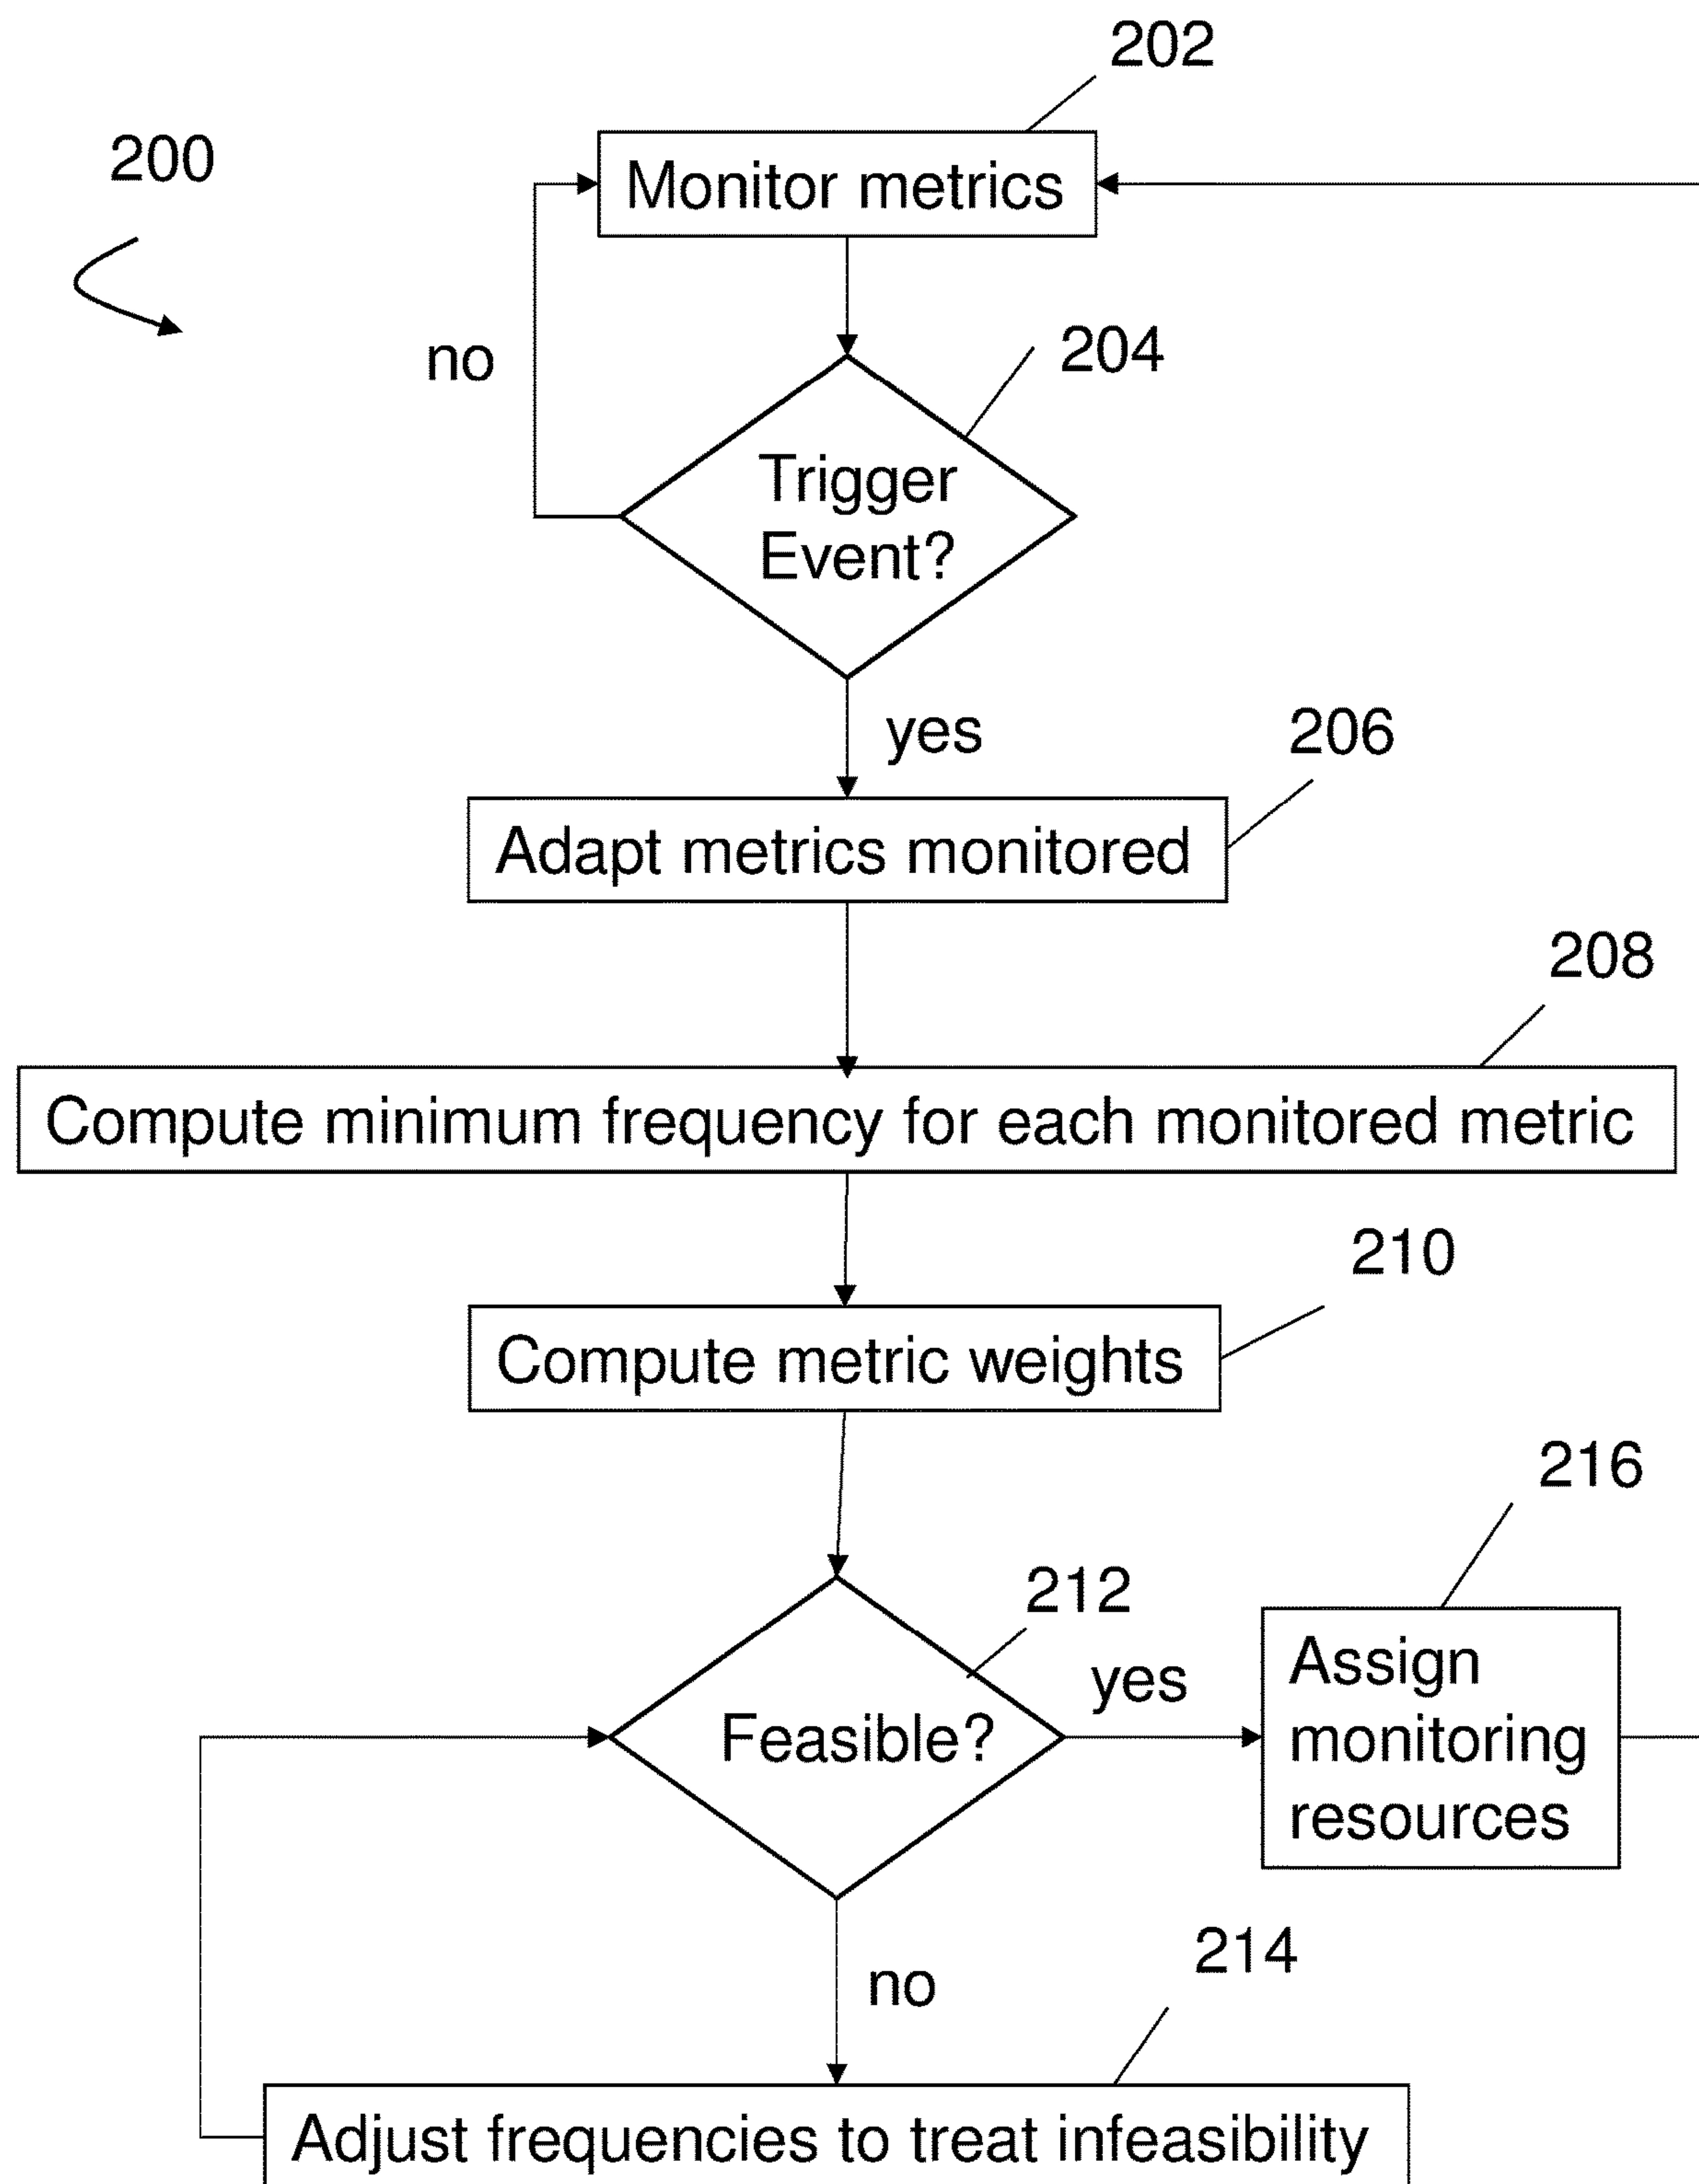 202
200
Monitor metrics
no
204
Trigger
Event?
yes
206
Adapt metrics monitored
208
Compute minimum frequency for each monitored metric
210
Compute metric weights
216
212
yes
Assign
monitoring
resources
Feasible?
no
214
Adjust frequencies to treat infeasibility